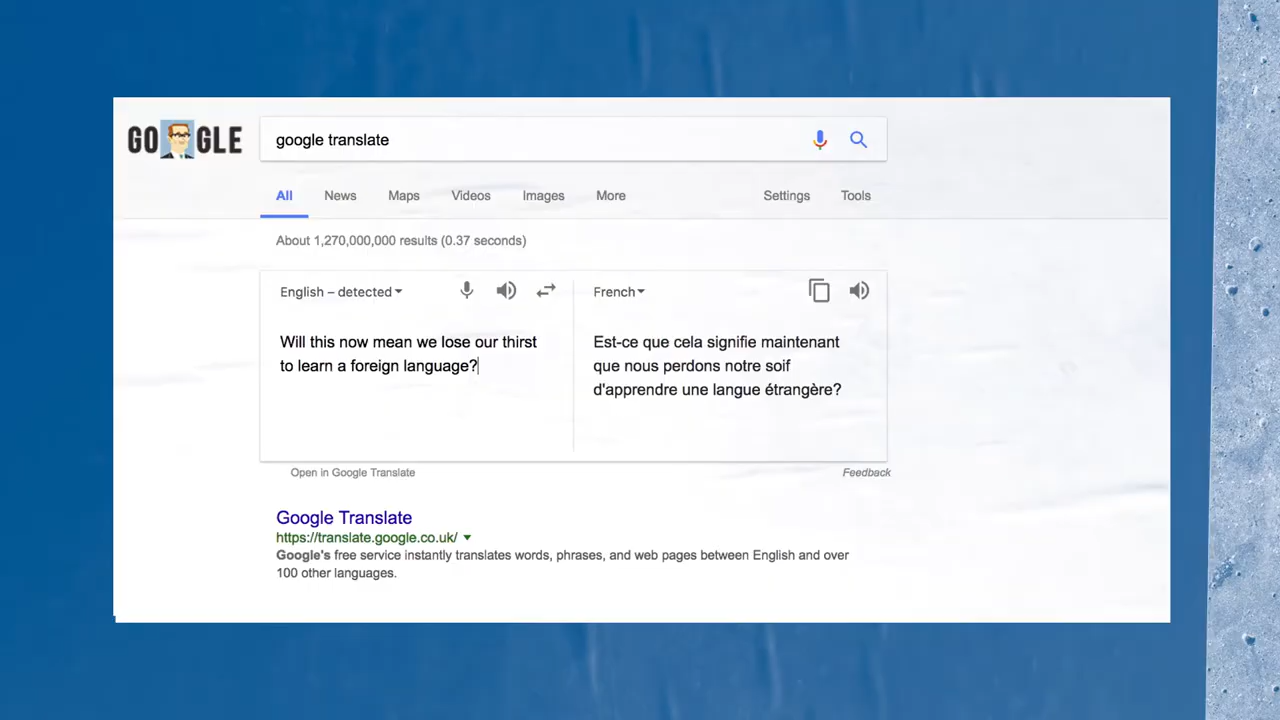 GO GLE
google translate
All News Maps Videos Images More Settings Tools
About 1,270,000,000 results (0.37 seconds)
English – detected
French
Will this now mean we lose our thirst
to learn a foreign language?
Est-ce que cela signifie maintenant
que nous perdons notre soif
d'apprendre une langue étrangère?
Open in Google Translate
Feedback
Google Translate
https://translate.google.co.uk/
Google's free service instantly translates words, phrases, and web pages between English and over
100 other languages.